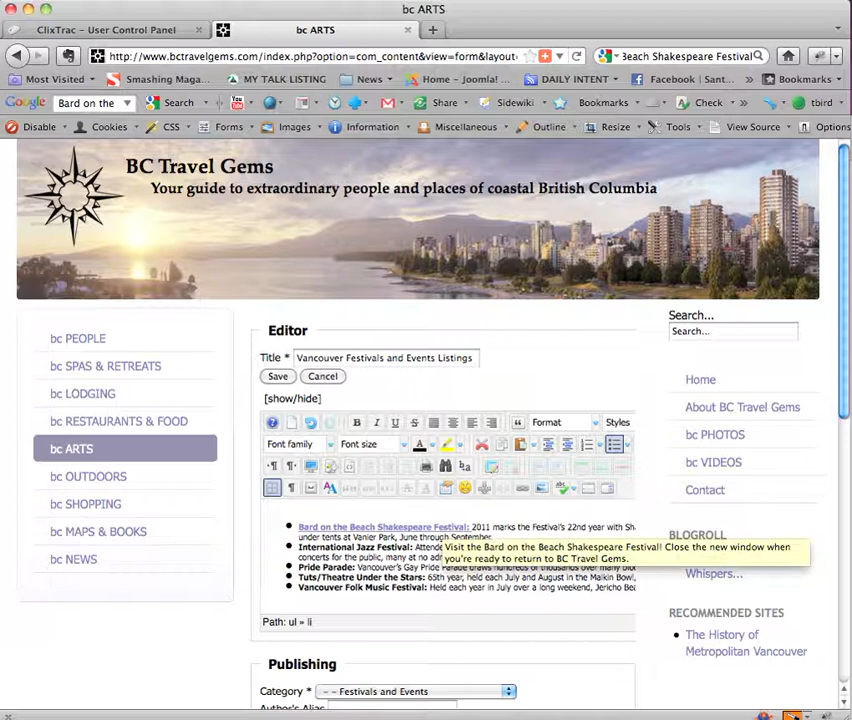 bc ARTS
ClixTrac - User Control Panel
bc ARTS
http://www.bctravelgems.com/index.php?option=com_content&view=form&layout
Beach Shakespeare Festival
Most Visited
Smashing Maga...
MY TALK LISTING
News
Home - Joomla! ...
DAILY INTENT
Facebook | Sant...
Bookmarks
Google
Bard on the
Search
Share
Sidewiki
Bookmarks
Check
tbird
Disable
Cookies
CSS
Forms
Images
Information
Miscellaneous
Outline
Resize
Tools
View Source
Options
BC Travel Gems
Your guide to extraordinary people and places of coastal British Columbia
bc PEOPLE
bc SPAS & RETREATS
bc LODGING
bc RESTAURANTS & FOOD
bc ARTS
bc OUTDOORS
bc SHOPPING
bc MAPS & BOOKS
bc NEWS
Editor
Title * Vancouver Festivals and Events Listings
Save Cancel
[show/hide]
Format Styles
Font family Font size
Bard on the Beach Shakespeare Festival: 2011 marks the Festival's 22nd year with Sh
under tents at Vanier Park, June through September.
International Jazz Festival: Attend
concerts for the public, many at no ad
Pride Parade: Vancouver's Gay Pride Parade draws hundreds of thousands over many blo
Tuts/Theatre Under the Stars: 65th year, held each July and August in the Malkin Bowl,
Vancouver Folk Music Festival: Held each year in July over a long weekend, Jericho Bea
Visit the Bard on the Beach Shakespeare Festival! Close the new window when
you're ready to return to BC Travel Gems.
Path: ul » li
Publishing
Category * - - Festivals and Events
Author's Alias
Search...
Search...
Home
About BC Travel Gems
bc PHOTOS
bc VIDEOS
Contact
BLOGROLL
Whispers...
RECOMMENDED SITES
The History of
Metropolitan Vancouver